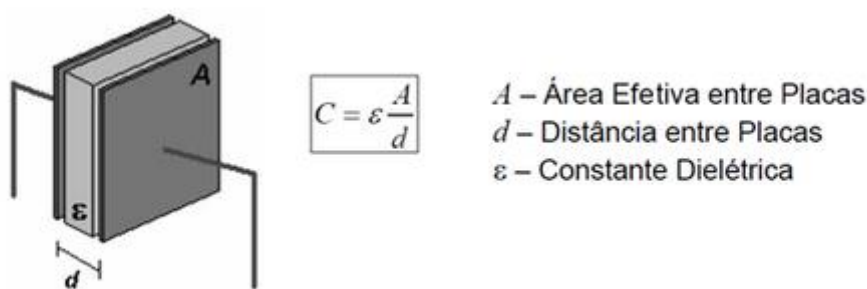 A
ε
d
C = ε A/d
A – Área Efetiva entre Placas
d – Distância entre Placas
ε – Constante Dielétrica